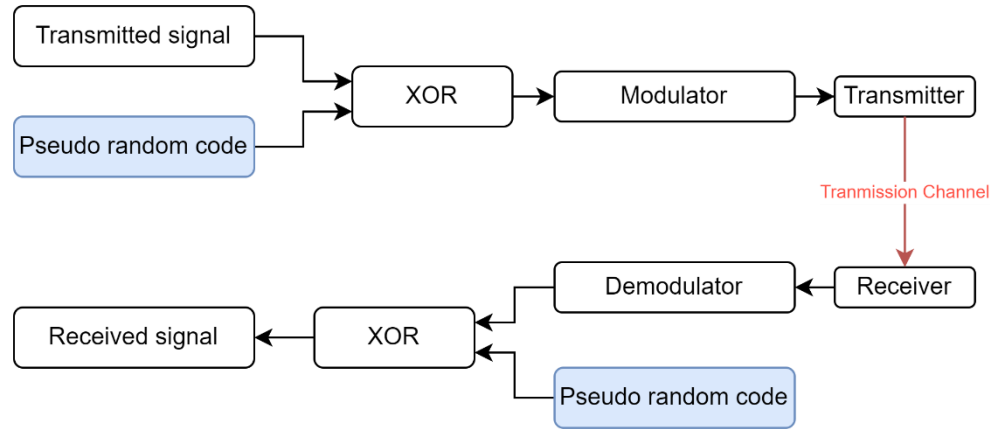 Transmitted signal
Pseudo random code
XOR
Modulator
Transmitter
Tranmission Channel
Receiver
Demodulator
Pseudo random code
XOR
Received signal